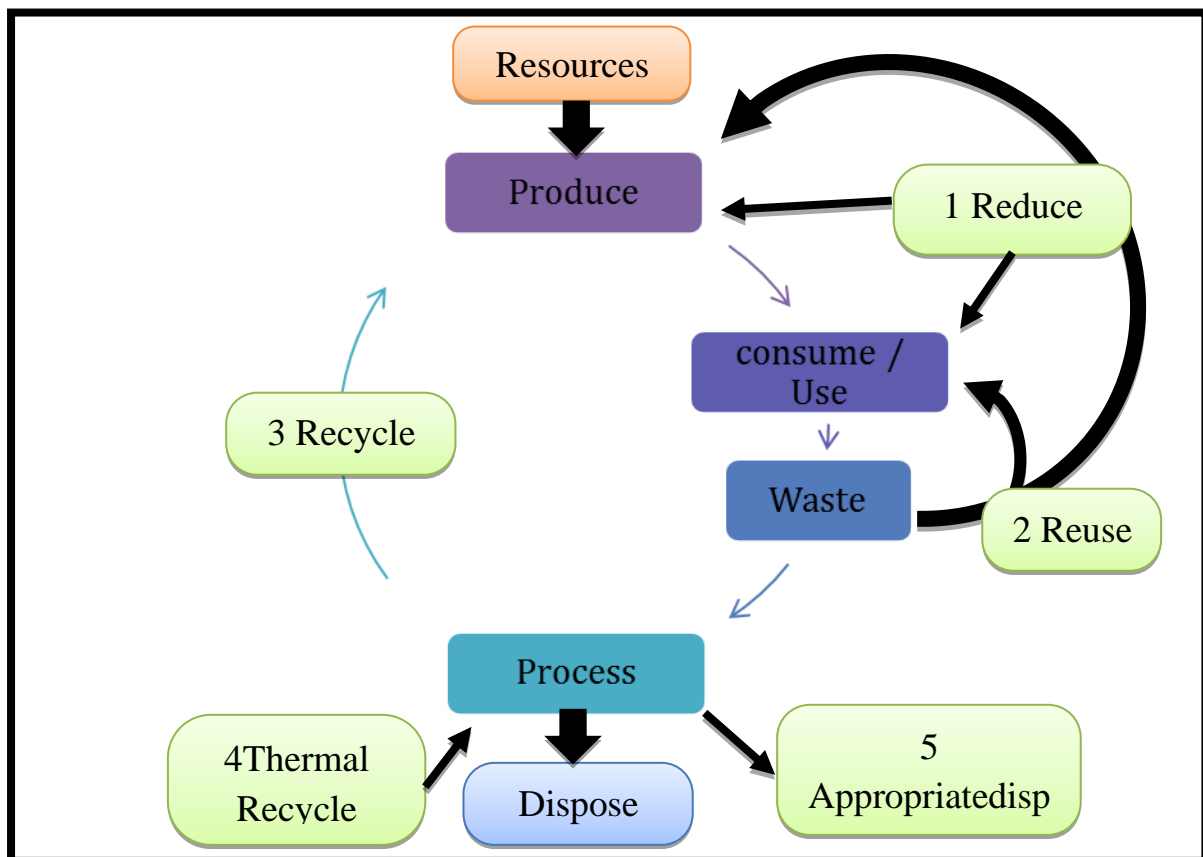 Resources
Produce
1 Reduce
consume /
Use
3 Recycle
Waste
2 Reuse
Process
4Thermal
Recycle
Dispose
5
Appropriatedisp